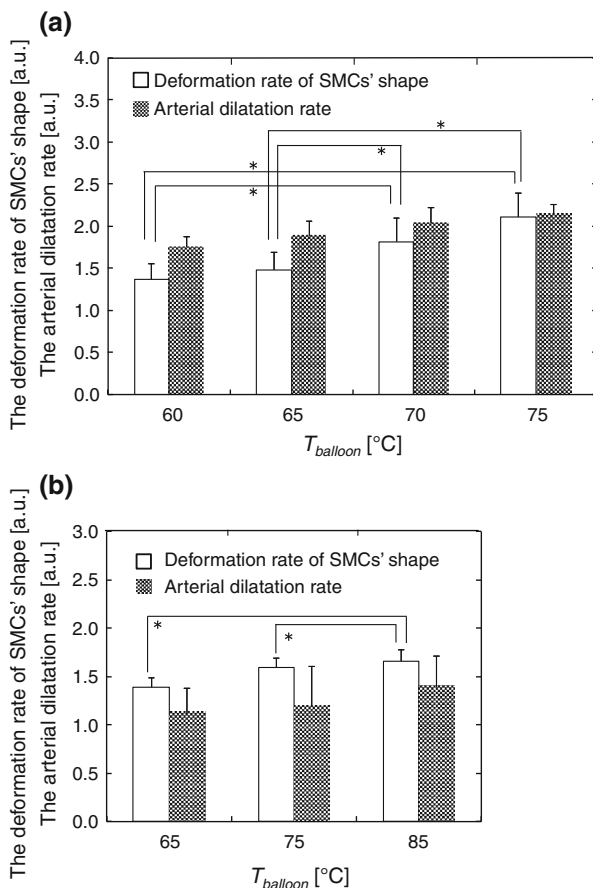 (a)
The deformation rate of SMCs' shape [a.u.]
The arterial dilatation rate [a.u.]
4.0
3.5
3.0
2.5
2.0
1.5
1.0
0.5
0.0
Deformation rate of SMCs' shape
Arterial dilatation rate
*
*
*
*
60 65 70 75
Tballoon [°C]
(b)
The deformation rate of SMCs' shape [a.u.]
The arterial dilatation rate [a.u.]
3.0
2.5
2.0
1.5
1.0
0.5
0.0
Deformation rate of SMCs' shape
Arterial dilatation rate
*
*
65 75 85
Tballoon [°C]